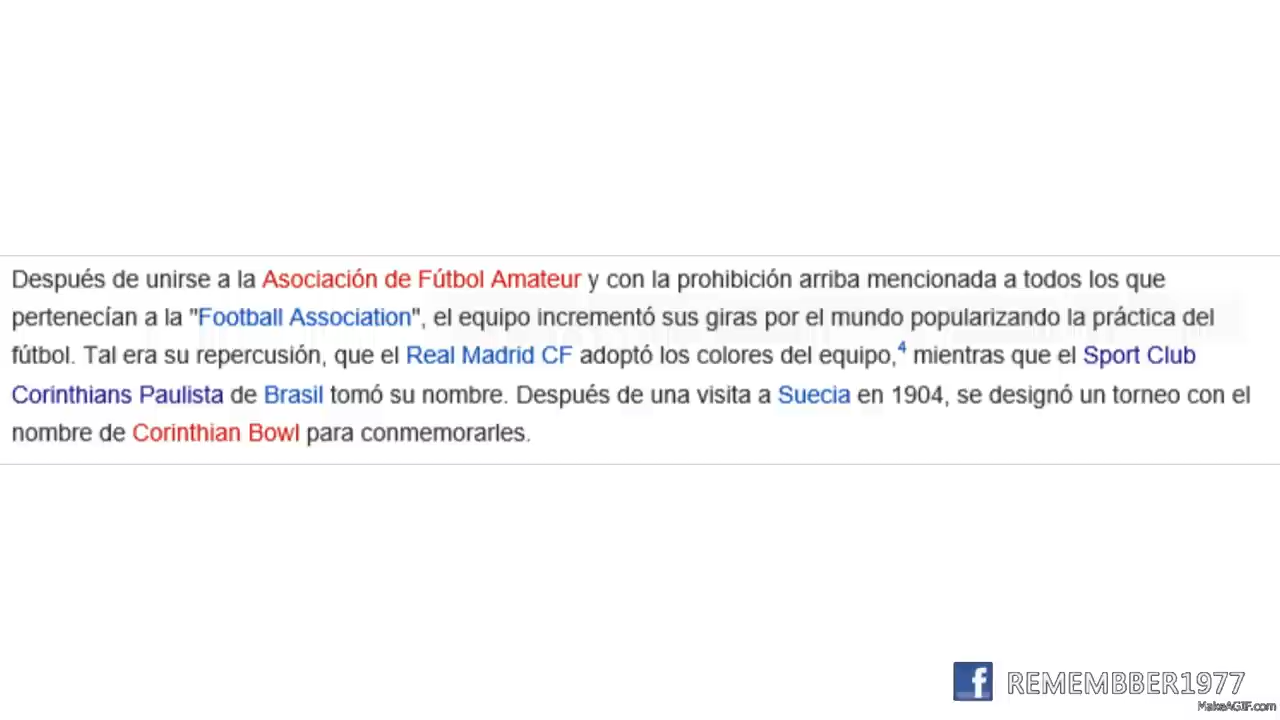 Después de unirse a la Asociación de Fútbol Amateur y con la prohibición arriba mencionada a todos los que
pertenecían a la "Football Association", el equipo incrementó sus giras por el mundo popularizando la práctica del
fútbol. Tal era su repercusión, que el Real Madrid CF adoptó los colores del equipo,4 mientras que el Sport Club
Corinthians Paulista de Brasil tomó su nombre. Después de una visita a Suecia en 1904, se designó un torneo con el
nombre de Corinthian Bowl para conmemorarles.
f REMEMBBER1977
MakeAGIF.com